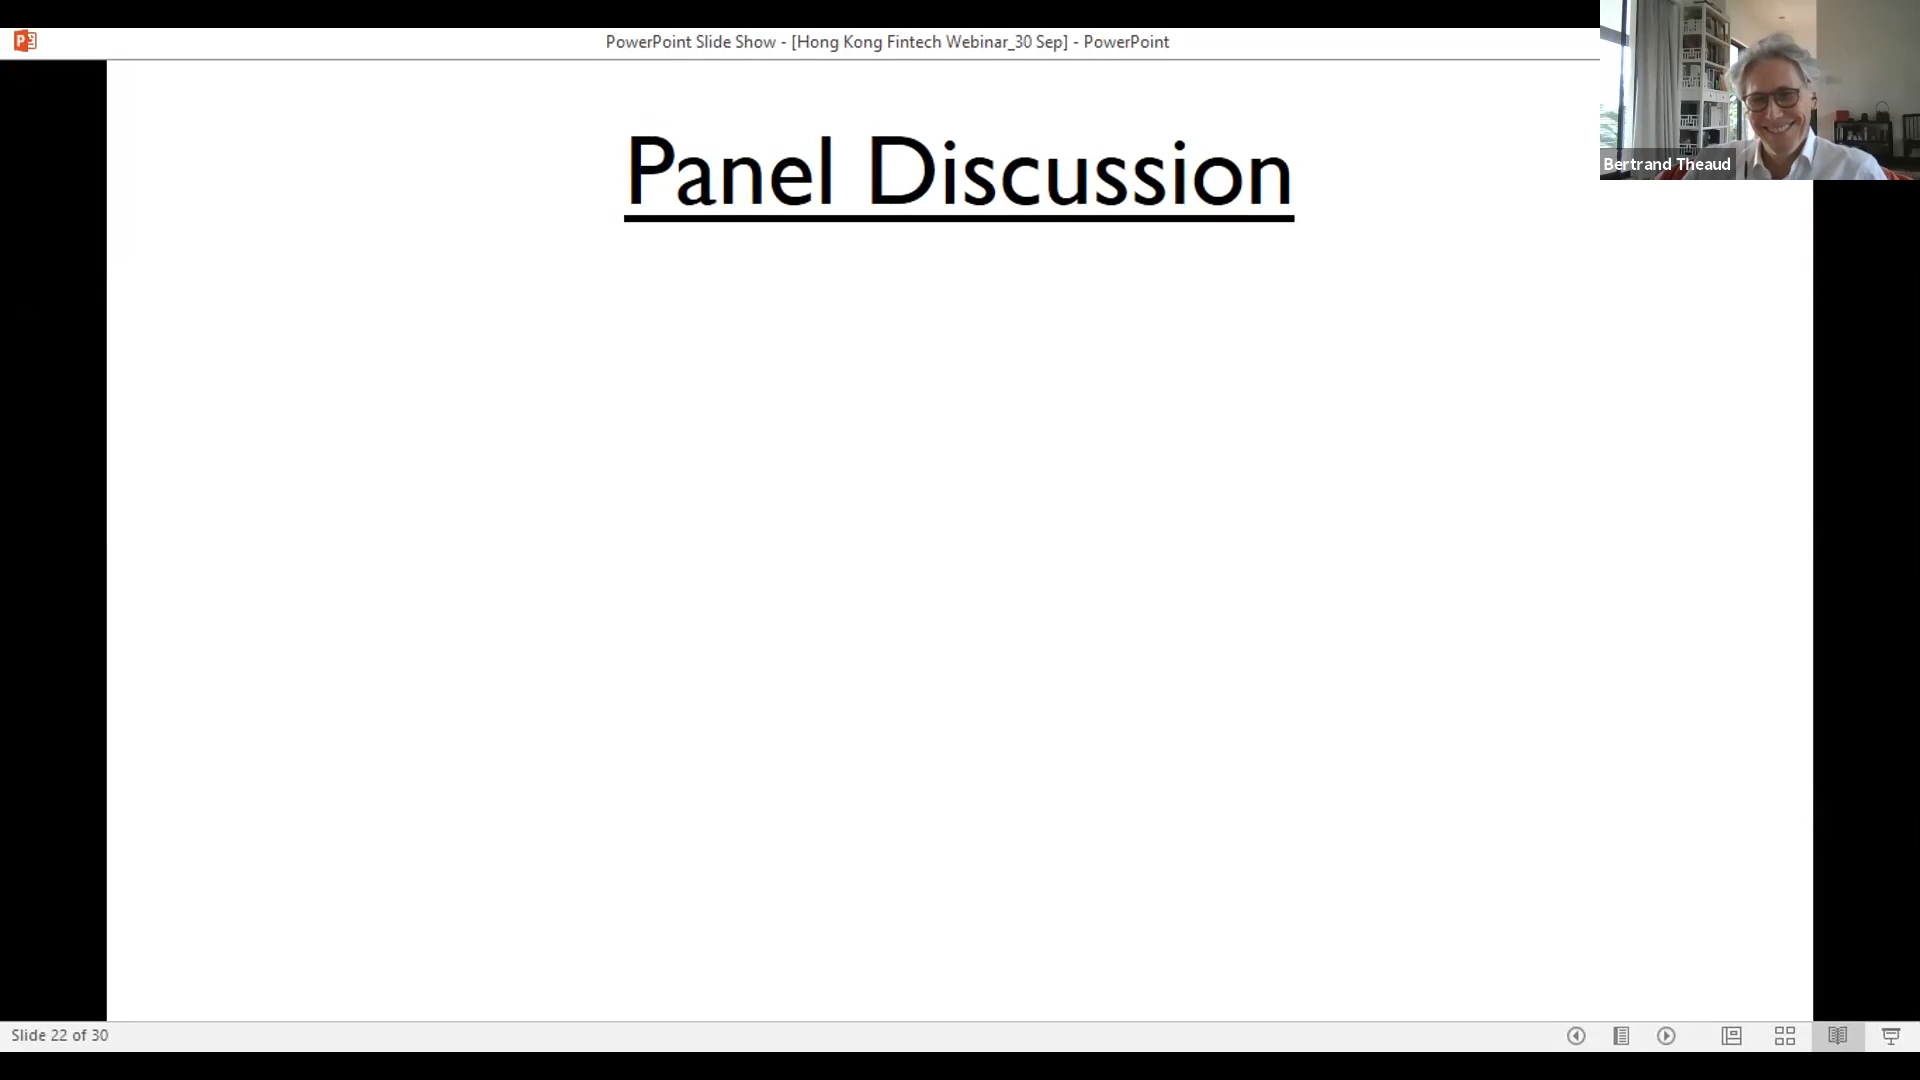 PowerPoint Slide Show - [Hong Kong Fintech Webinar_30 Sep] - PowerPoint
Bertrand Theaud
Panel Discussion
Slide 22 of 30